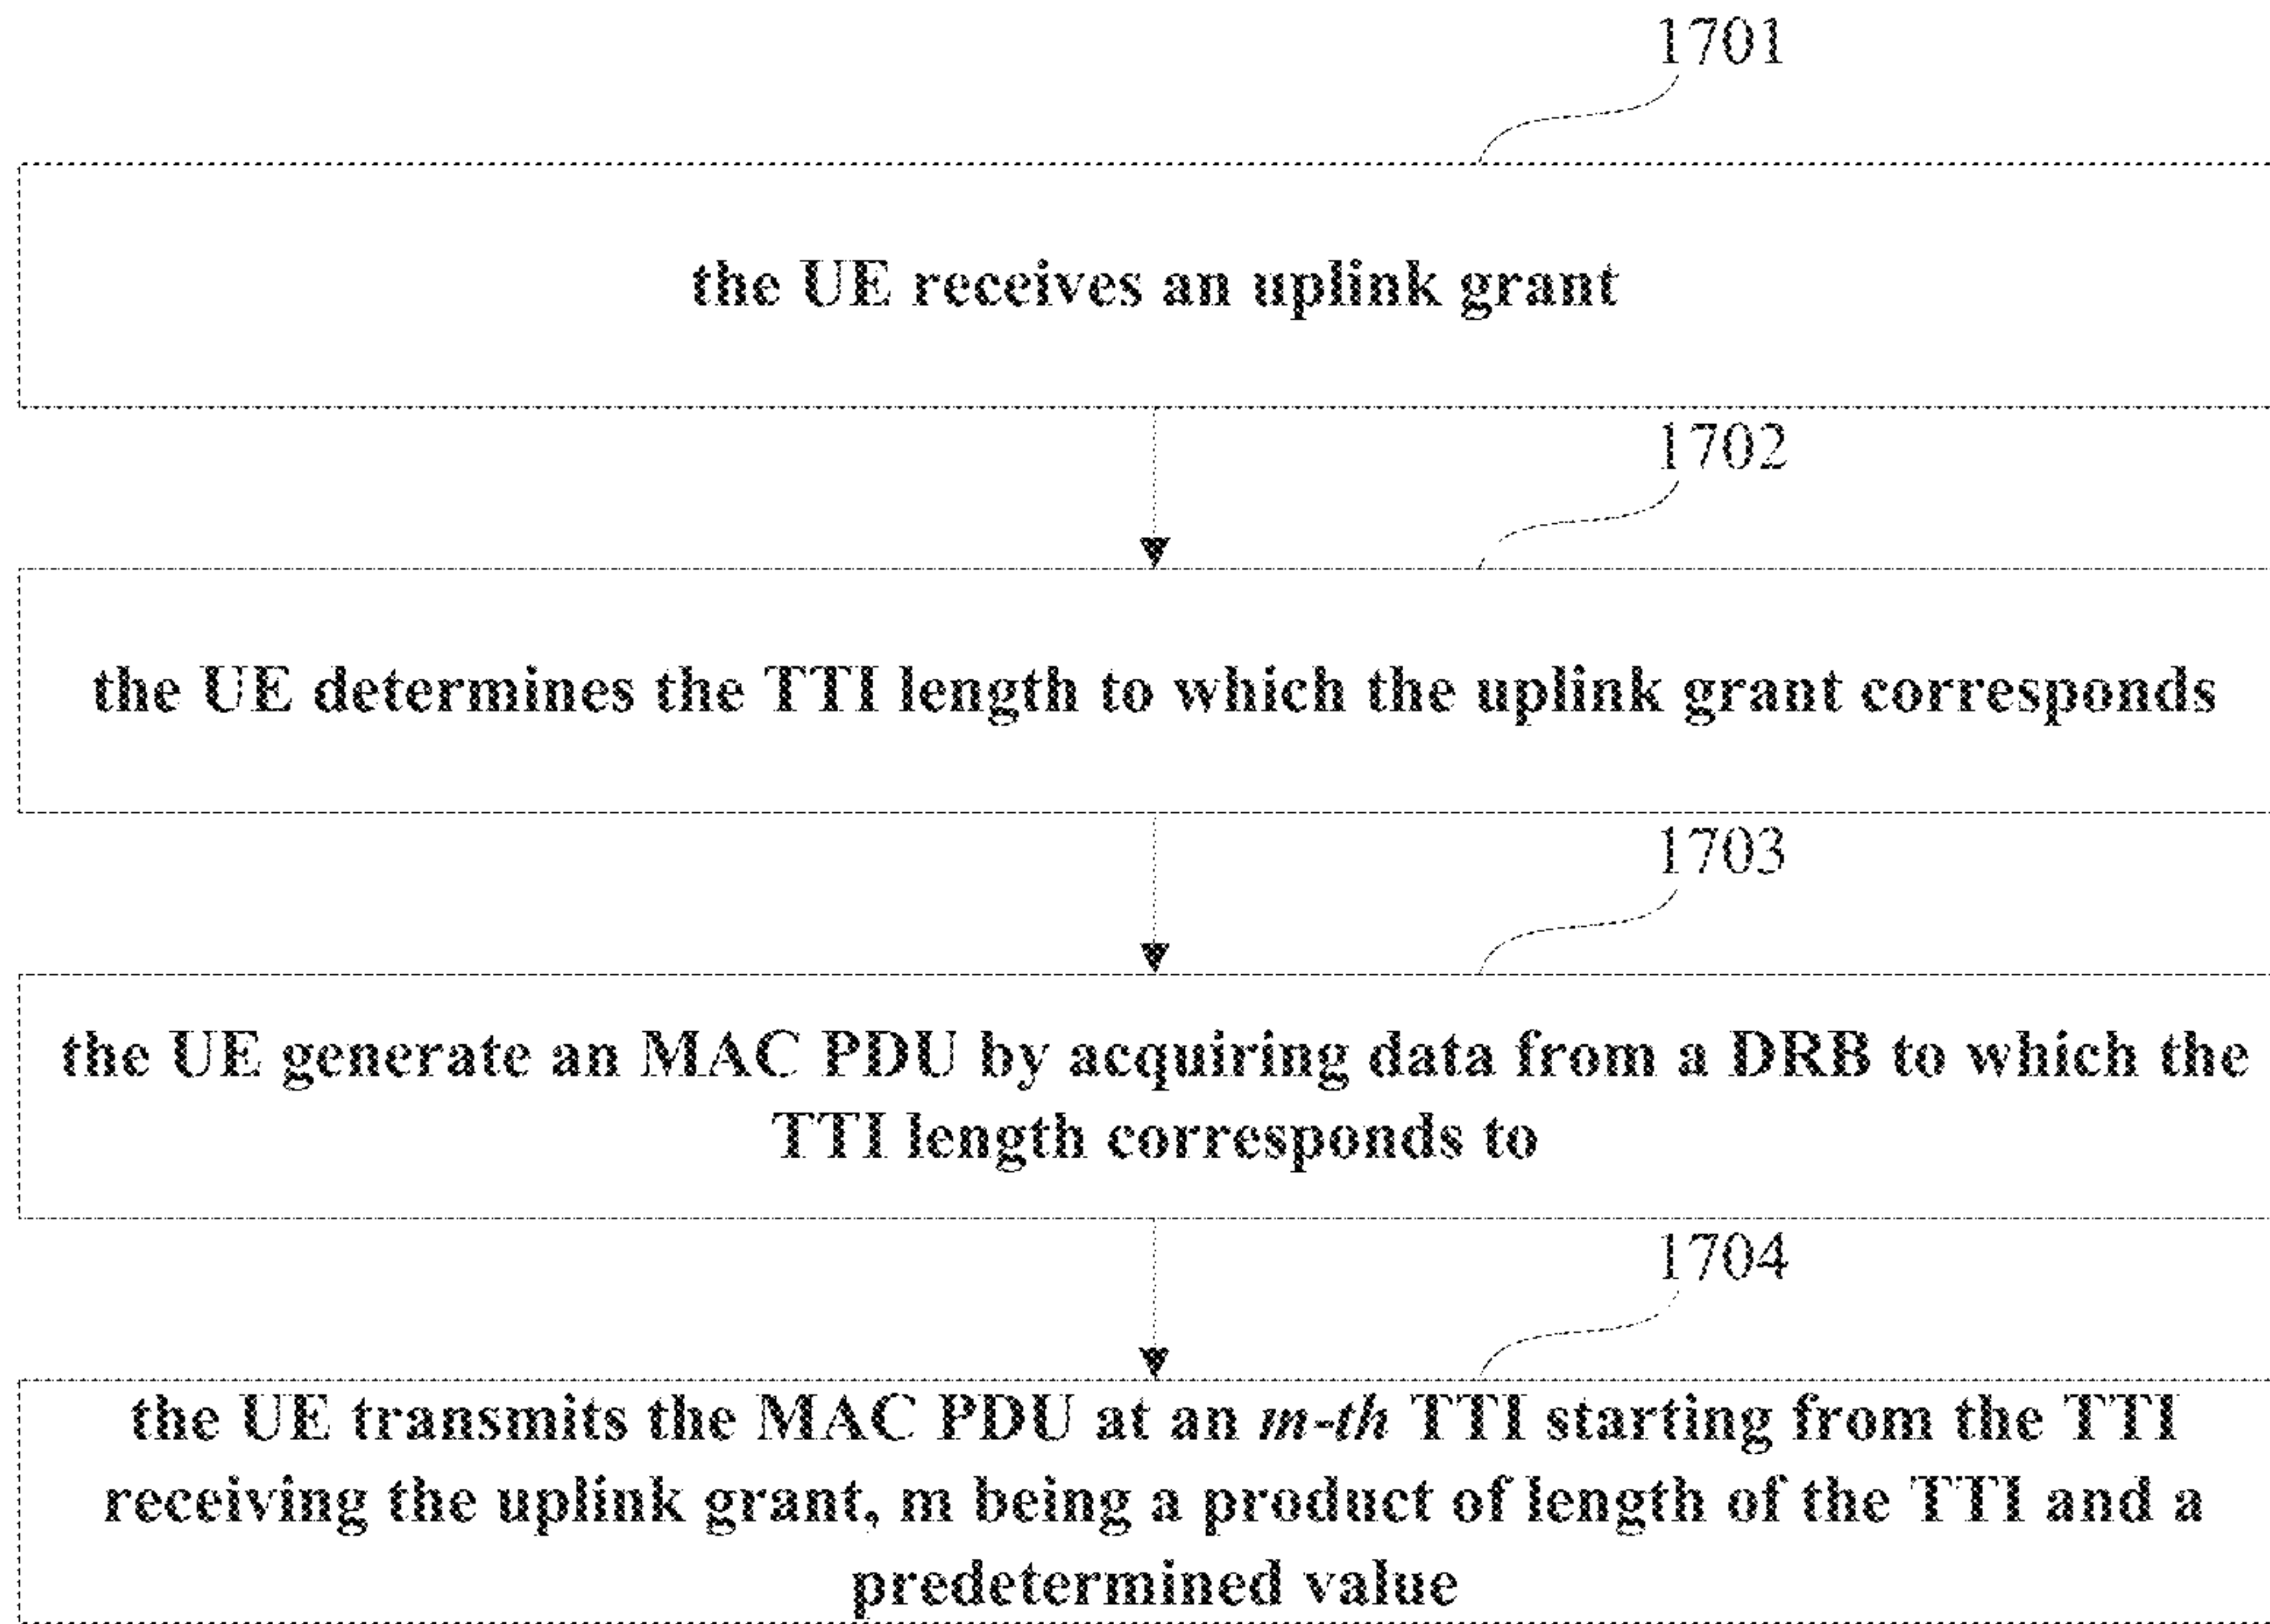 1701
the UE receives an uplink grant
1702
the UE determines the TTI length to which the uplink grant corresponds
1703
the UE generate an MAC PDU by acquiring data from a DRB to which the
TTI length corresponds to
1704
the UE transmits the MAC PDU at an m-th TTI starting from the TTI
receiving the uplink grant, m being a product of length of the TTI and a
predetermined value